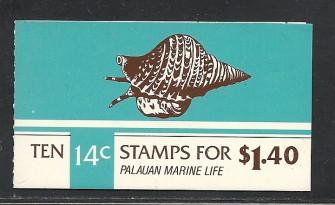 TEN 14c STAMPS FOR $1.40
PALAUAN MARINE LIFE